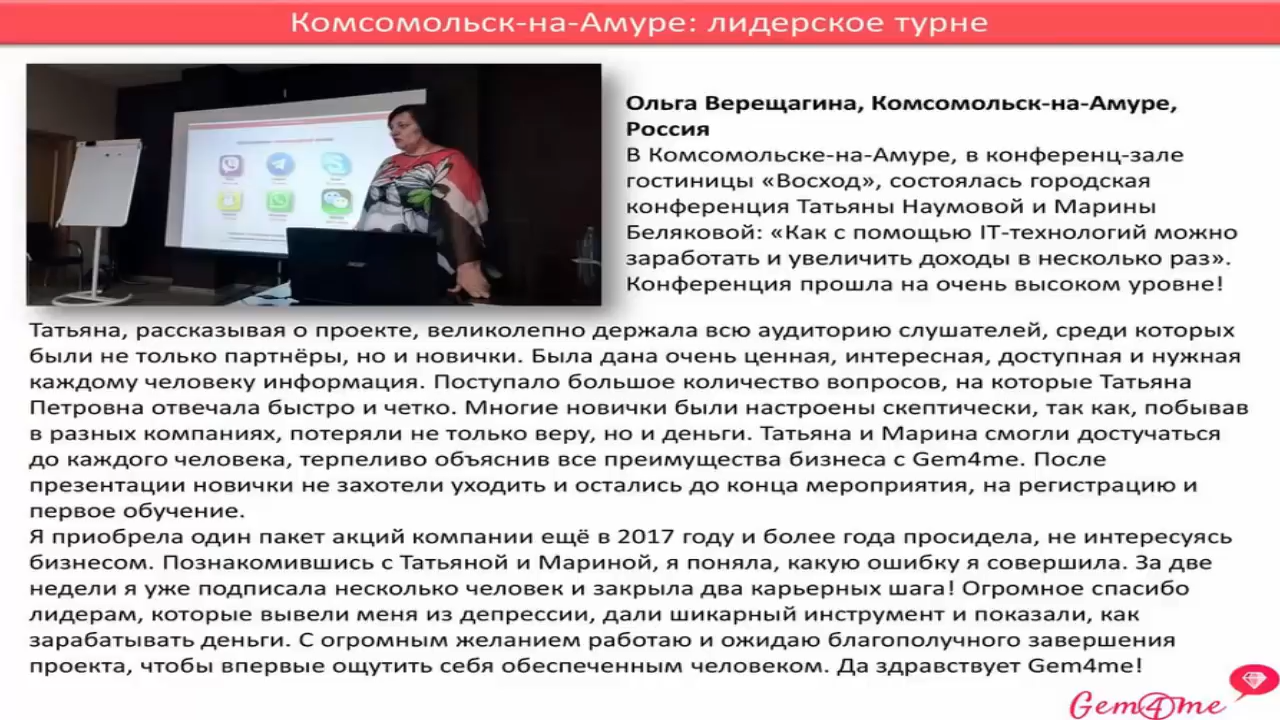 Комсомольск-на-Амуре: лидерское турне
Ольга Верещагина, Комсомольск-на-Амуре,
Россия
В Комсомольске-на-Амуре, в конференц-зале
гостиницы «Восход», состоялась городская
конференция Татьяны Наумовой и Марины
Беляковой: «Как с помощью IT-технологий можно
заработать и увеличить доходы в несколько раз».
Конференция прошла на очень высоком уровне!
Татьяна, рассказывая о проекте, великолепно держала всю аудиторию слушателей, среди которых
были не только партнёры, но и новички. Была дана очень ценная, интересная, доступная и нужная
каждому человеку информация. Поступало большое количество вопросов, на которые Татьяна
Петровна отвечала быстро и четко. Многие новички были настроены скептически, так как, побывав
в разных компаниях, потеряли не только веру, но и деньги. Татьяна и Марина смогли достучаться
до каждого человека, терпеливо объяснив все преимущества бизнеса с Gem4me. После
презентации новички не захотели уходить и остались до конца мероприятия, на регистрацию и
первое обучение.
Я приобрела один пакет акций компании ещё в 2017 году и более года просидела, не интересуясь
бизнесом. Познакомившись с Татьяной и Мариной, я поняла, какую ошибку я совершила. За две
недели я уже подписала несколько человек и закрыла два карьерных шага! Огромное спасибо
лидерам, которые вывели меня из депрессии, дали шикарный инструмент и показали, как
зарабатывать деньги. С огромным желанием работаю и ожидаю благополучного завершения
проекта, чтобы впервые ощутить себя обеспеченным человеком. Да здравствует Gem4me!
Gem4me